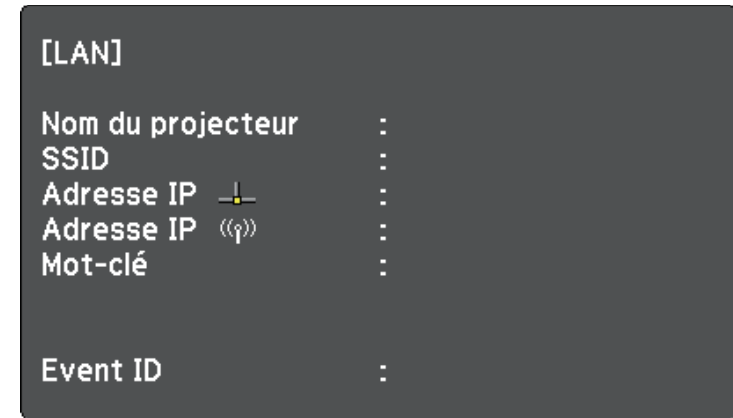 [LAN]
Nom du projecteur :
SSID :
Adresse IP :
Adresse IP :
Mot-clé :
Event ID :